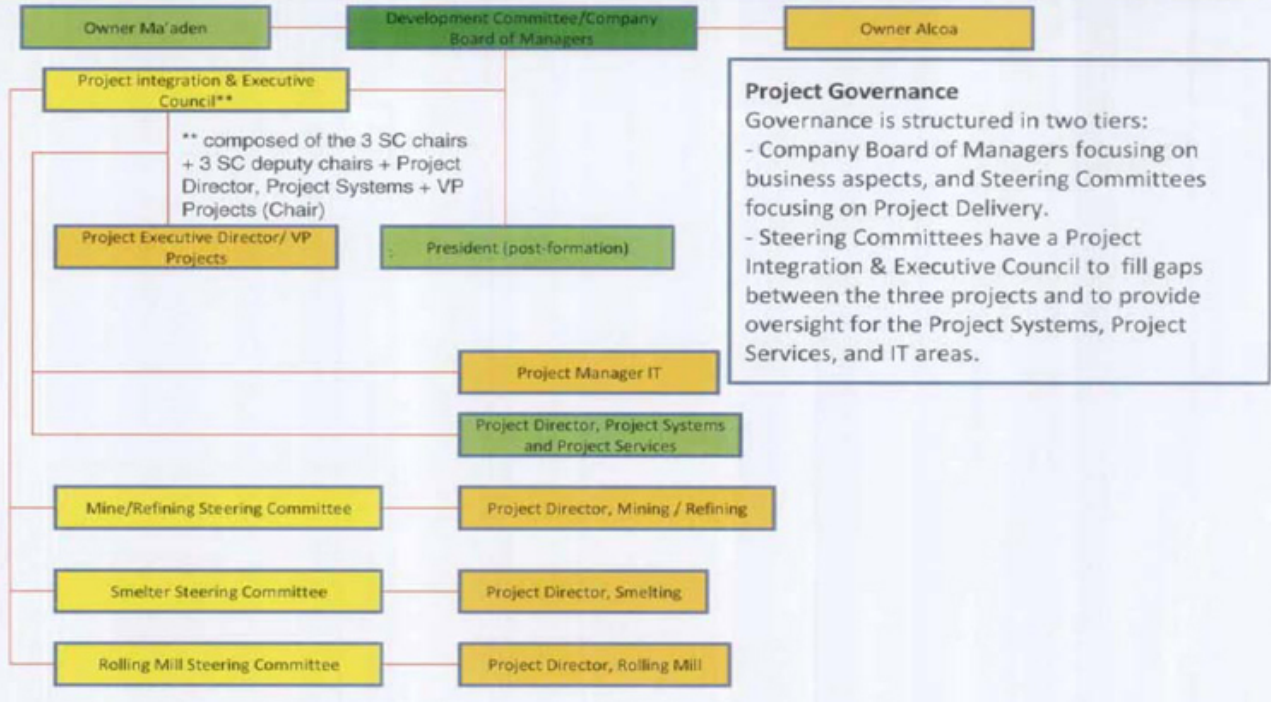 Owner Ma'aden
Development Committee/Company
Board of Managers
Owner Alcoa
Project integration & Executive
Council**
** composed of the 3 SC chairs
+ 3 SC deputy chairs + Project
Director, Project Systems + VP
Projects (Chair)
Project Executive Director/ VP
Projects
President (post-formation)
Project Governance
Governance is structured in two tiers:
- Company Board of Managers focusing on
business aspects, and Steering Committees
focusing on Project Delivery.
- Steering Committees have a Project
Integration & Executive Council to fill gaps
between the three projects and to provide
oversight for the Project Systems, Project
Services, and IT areas.
Project Manager IT
Project Director, Project Systems
and Project Services
Mine/Refining Steering Committee
Project Director, Mining / Refining
Smelter Steering Committee
Project Director, Smelting
Rolling Mill Steering Committee
Project Director, Rolling Mill